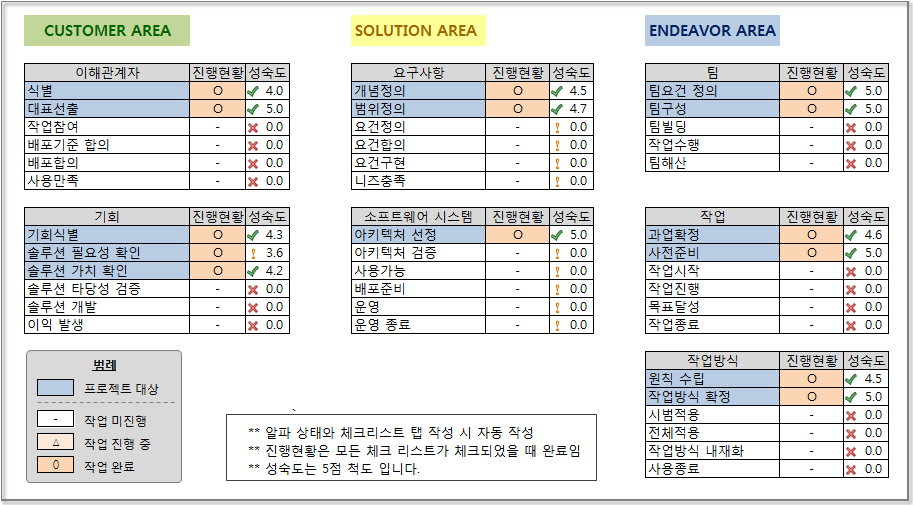 CUSTOMER AREA
SOLUTION AREA
ENDEAVOR AREA
이해관계자 진행현황 성숙도
식별 O 4.0
대표선출 O 5.0
작업참여 - 0.0
배포기준 합의 - 0.0
배포합의 - 0.0
사용만족 - 0.0
요구사항 진행현황 성숙도
개념정의 O 4.5
범위정의 O 4.7
요건정의 - 0.0
요건합의 - 0.0
요건구현 - 0.0
니즈충족 - 0.0
팀 진행현황 성숙도
팀요건 정의 O 5.0
팀구성 O 5.0
팀빌딩 - 0.0
작업수행 - 0.0
팀해산 - 0.0
기회 진행현황 성숙도
기회식별 O 4.3
솔루션 필요성 확인 O 3.6
솔루션 가치 확인 O 4.2
솔루션 타당성 검증 - 0.0
솔루션 개발 - 0.0
이익 발생 - 0.0
소프트웨어 시스템 진행현황 성숙도
아키텍처 선정 O 5.0
아키텍처 검증 - 0.0
사용가능 - 0.0
배포준비 - 0.0
운영 - 0.0
운영 종료 - 0.0
작업 진행현황 성숙도
과업확정 O 4.6
사전준비 O 5.0
작업시작 - 0.0
작업진행 - 0.0
목표달성 - 0.0
작업종료 - 0.0
범례
프로젝트 대상
- 작업 미진행
△ 작업 진행 중
O 작업 완료
** 알파 상태와 체크리스트 탭 작성 시 자동 작성
** 진행현황은 모든 체크 리스트가 체크되었을 때 완료임
** 성숙도는 5점 척도 입니다.
작업방식 진행현황 성숙도
원칙 수립 O 4.5
작업방식 확정 O 5.0
시범적용 - 0.0
전체적용 - 0.0
작업방식 내재화 - 0.0
사용종료 - 0.0